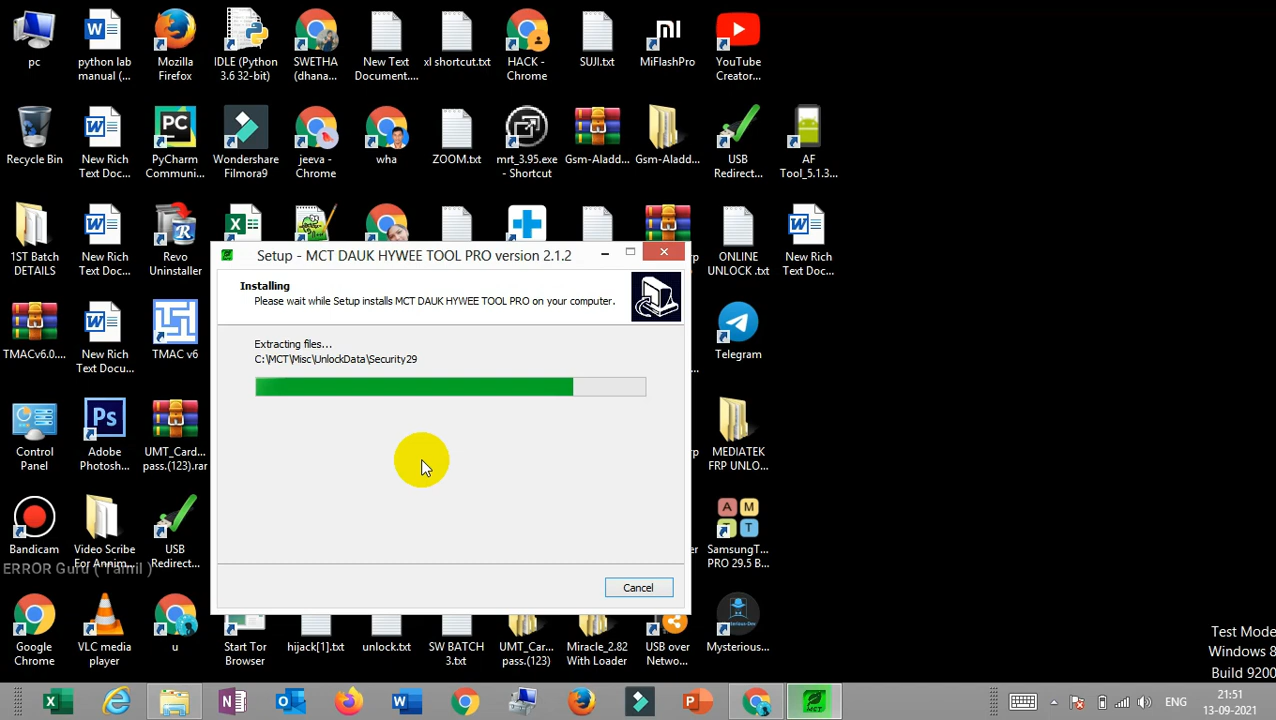 pc
python lab
manual (...
Mozilla
Firefox
IDLE (Python
3.6 32-bit)
SWETHA
(dhana...
New Text
Document....
xl shortcut.txt
HACK -
Chrome
SUJI.txt
MiFlashPro
YouTube
Creator...
Recycle Bin
New Rich
Text Doc...
PyCharm
Communi...
Wondershare
Filmora9
jeeva -
Chrome
wha
ZOOM.txt
mrt_3.95.exe
- Shortcut
Gsm-Aladd...
Gsm-Aladd...
USB
Redirect...
AF
Tool_5.1.3...
1ST Batch
DETAILS
New Rich
Text Doc...
Revo
Uninstaller
ONLINE
UNLOCK .txt
New Rich
Text Doc...
Setup - MCT DAUK HYWEE TOOL PRO version 2.1.2
Installing
Please wait while Setup installs MCT DAUK HYWEE TOOL PRO on your computer.
Extracting files...
C:\MCT\Misc\UnlockData\Security29
Cancel
TMACv6.0....
New Rich
Text Docu...
TMAC v6
Telegram
Control
Panel
Adobe
Photosh...
UMT_Card...
pass.(123).rar
MEDIATEK
FRP UNLO...
Bandicam
Video Scribe
For Annim...
USB
Redirect...
SamsungT...
PRO 29.5 B...
ERROR Guru ( Tamil )
Google
Chrome
VLC media
player
u
Start Tor
Browser
hijack[1].txt
unlock.txt
SW BATCH
3.txt
UMT_Car...
pass.(123)
Miracle_2.82
With Loader
USB over
Netwo...
Mysterious...
Test Mode
Windows 8
Build 9200
ENG
21:51
13-09-2021